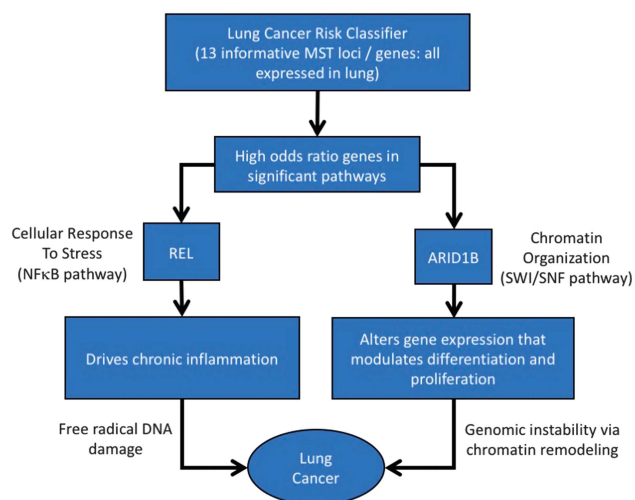 Lung Cancer Risk Classifier
(13 informative MST loci / genes: all
expressed in lung)
High odds ratio genes in
significant pathways
Cellular Response
To Stress
(NFκB pathway)
REL
ARID1B
Chromatin
Organization
(SWI/SNF pathway)
Drives chronic inflammation
Alters gene expression that
modulates differentiation and
proliferation
Free radical DNA
damage
Lung
Cancer
Genomic instability via
chromatin remodeling